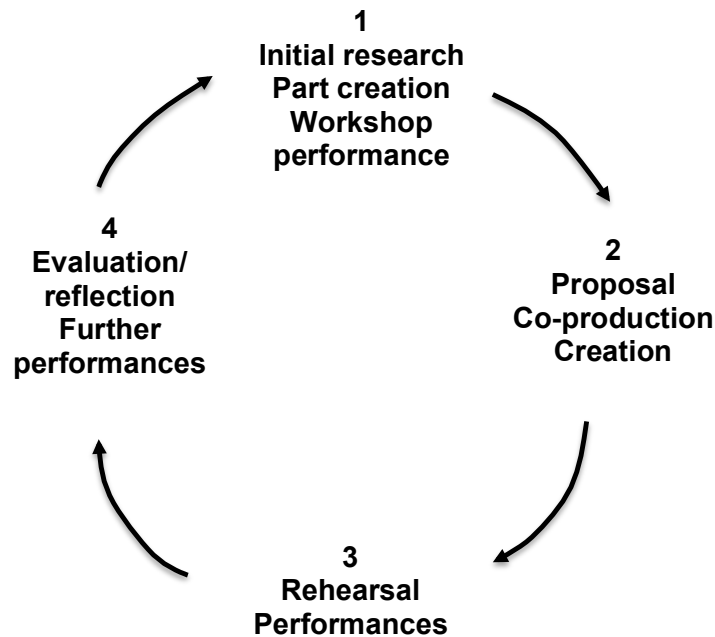 1
Initial research
Part creation
Workshop
performance
2
Proposal
Co-production
Creation
3
Rehearsal
Performances
4
Evaluation/
reflection
Further
performances